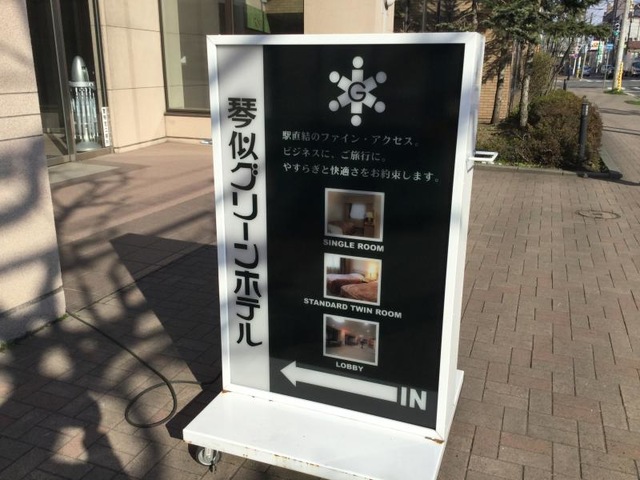 琴似グリーンホテル
G
駅直結のファイン・アクセス。
ビジネスに、ご旅行に。
やすらぎと快適さをお約束します。
SINGLE ROOM
STANDARD TWIN ROOM
LOBBY
IN